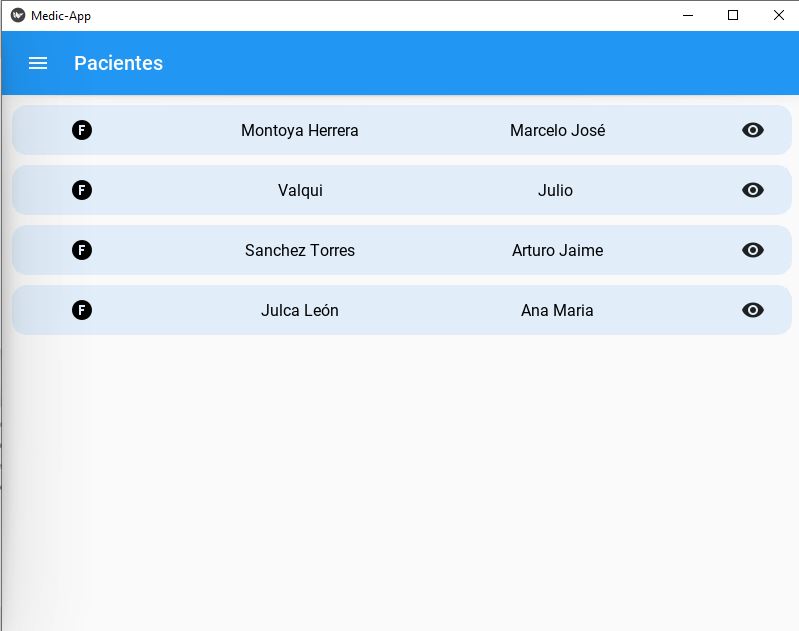 Medic-App
Pacientes
F Montoya Herrera Marcelo José
F Valqui Julio
F Sanchez Torres Arturo Jaime
F Julca León Ana Maria